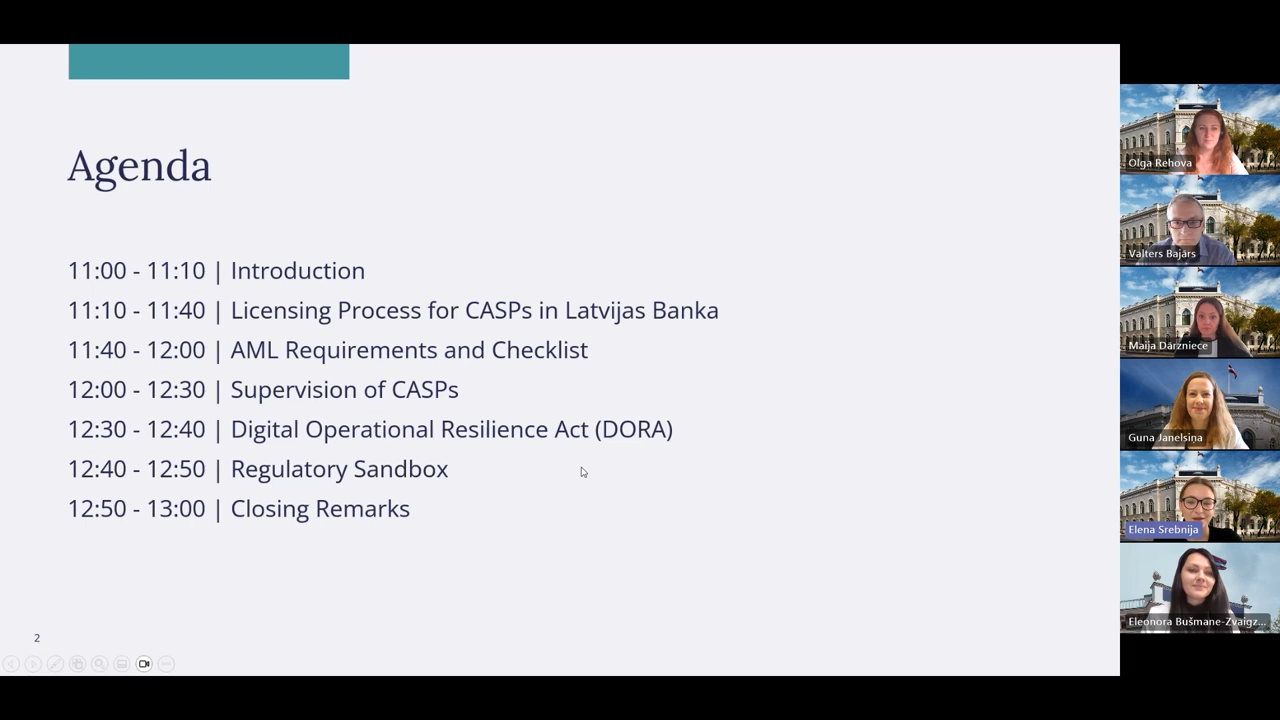 Agenda
11:00 - 11:10 | Introduction
11:10 - 11:40 | Licensing Process for CASPs in Latvijas Banka
11:40 - 12:00 | AML Requirements and Checklist
12:00 - 12:30 | Supervision of CASPs
12:30 - 12:40 | Digital Operational Resilience Act (DORA)
12:40 - 12:50 | Regulatory Sandbox
12:50 - 13:00 | Closing Remarks
2
Olga Rehova
Valters Bajārs
Maija Dārzniece
Guna Janelsiņa
Elena Srebnija
Eleonora Bušmane-Zvaigz...